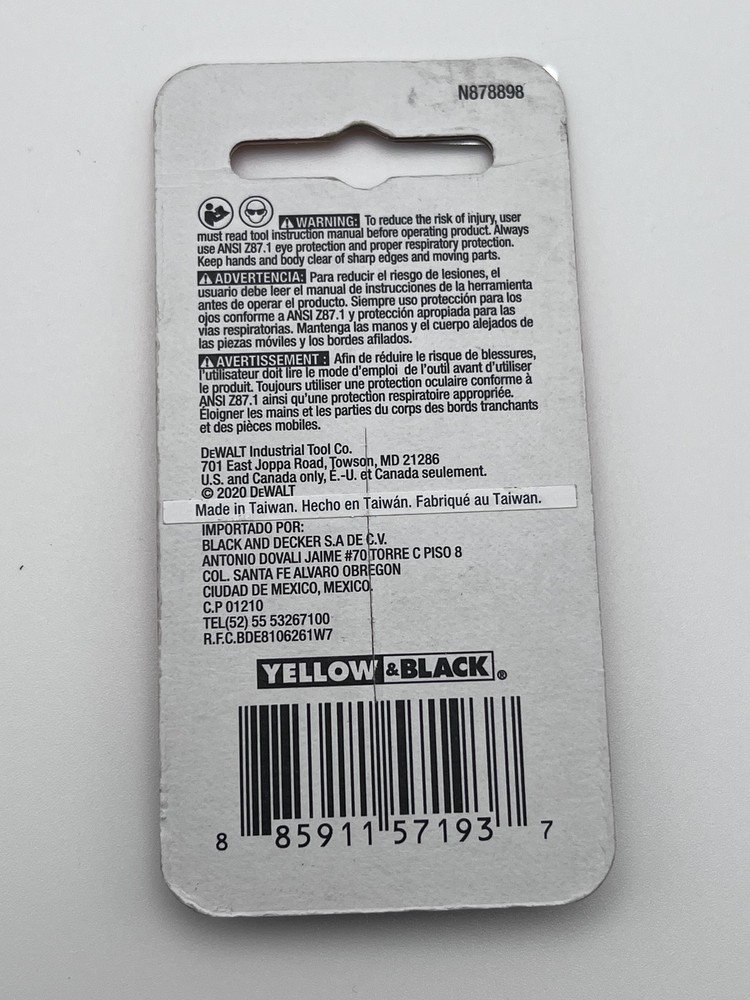 N878898
WARNING: To reduce the risk of injury, user
must read tool instruction manual before operating product. Always
use ANSI Z87.1 eye protection and proper respiratory protection.
Keep hands and body clear of sharp edges and moving parts.
ADVERTENCIA: Para reducir el riesgo de lesiones, el
usuario debe leer el manual de instrucciones de la herramienta
antes de operar el producto. Siempre uso protección para los
ojos conforme a ANSI Z87.1 y protección apropiada para las
vías respiratorias. Mantenga las manos y el cuerpo alejados de
las piezas móviles y los bordes afilados.
AVERTISSEMENT : Afin de réduire le risque de blessures,
l'utilisateur doit lire le mode d'emploi de l'outil avant d'utiliser
le produit. Toujours utiliser une protection oculaire conforme à
ANSI Z87.1 ainsi qu'une protection respiratoire appropriée.
Éloigner les mains et les parties du corps des bords tranchants
et des pièces mobiles.
DEWALT Industrial Tool Co.
701 East Joppa Road, Towson, MD 21286
U.S. and Canada only, É.-U. et Canada seulement.
© 2020 DEWALT
Made in Taiwan. Hecho en Taiwán. Fabriqué au Taiwan.
IMPORTADO POR:
BLACK AND DECKER S.A DE C.V.
ANTONIO DOVALI JAIME #70 TORRE C PISO 8
COL. SANTA FE ALVARO OBREGON
CIUDAD DE MEXICO, MEXICO.
C.P 01210
TEL(52) 55 53267100
R.F.C.BDE8106261W7
YELLOW & BLACK ®
8 85911 57193 7